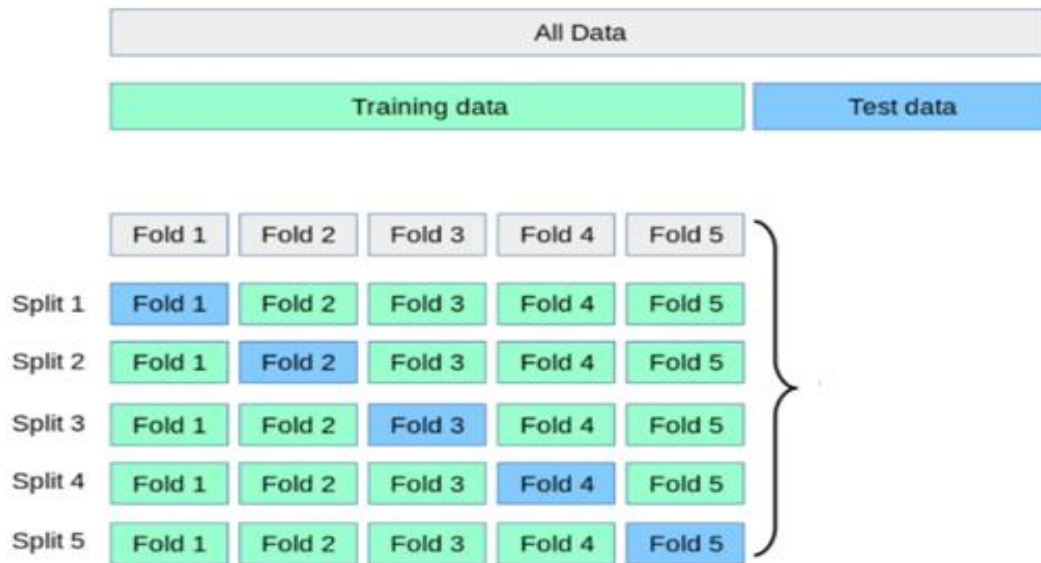 All Data
Training data Test data
Fold 1 Fold 2 Fold 3 Fold 4 Fold 5
Split 1 Fold 1 Fold 2 Fold 3 Fold 4 Fold 5
Split 2 Fold 1 Fold 2 Fold 3 Fold 4 Fold 5
Split 3 Fold 1 Fold 2 Fold 3 Fold 4 Fold 5
Split 4 Fold 1 Fold 2 Fold 3 Fold 4 Fold 5
Split 5 Fold 1 Fold 2 Fold 3 Fold 4 Fold 5